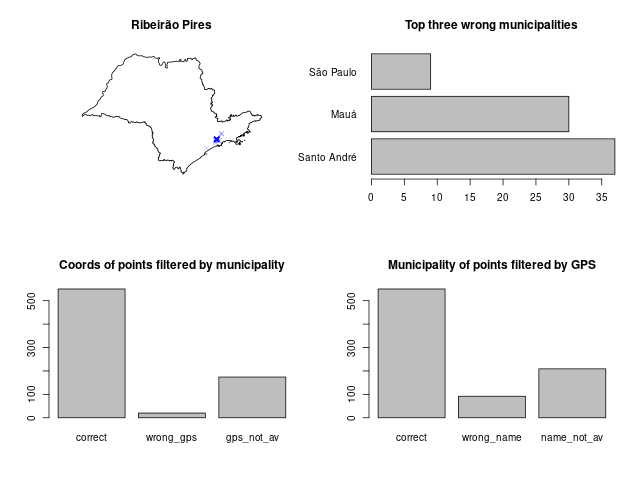 Ribeirão Pires
Top three wrong municipalities
São Paulo
Mauá
Santo André
0 5 10 15 20 25 30 35
Coords of points filtered by municipality
500
300
100
0
correct wrong_gps gps_not_av
Municipality of points filtered by GPS
500
300
100
0
correct wrong_name name_not_av